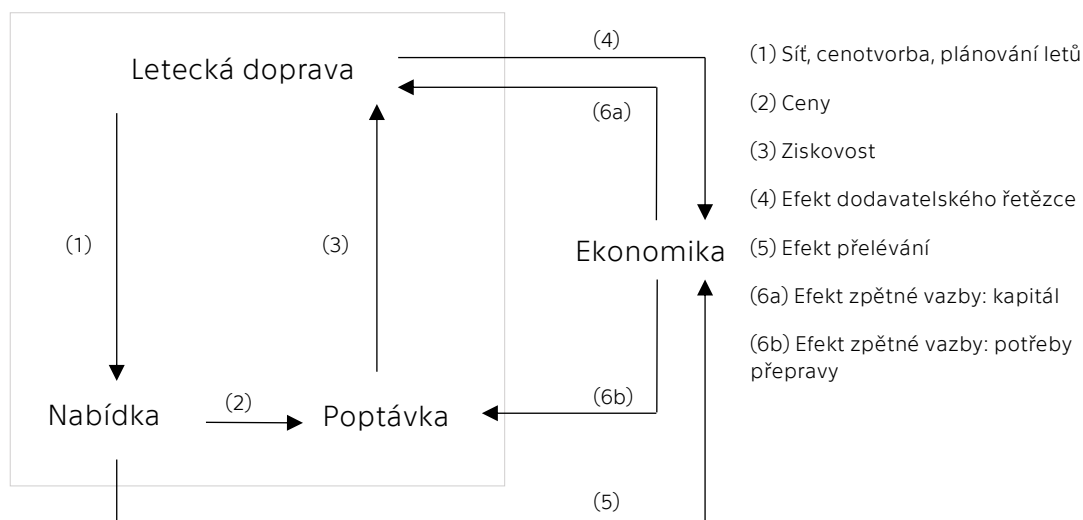 Letecká doprava
(4)
(6a)
(1)
(3)
Ekonomika
Nabídka
(2)
Poptávka
(6b)
(5)
(1) Síť, cenotvorba, plánování letů
(2) Ceny
(3) Ziskovost
(4) Efekt dodavatelského řetězce
(5) Efekt přelévání
(6a) Efekt zpětné vazby: kapitál
(6b) Efekt zpětné vazby: potřeby
přepravy